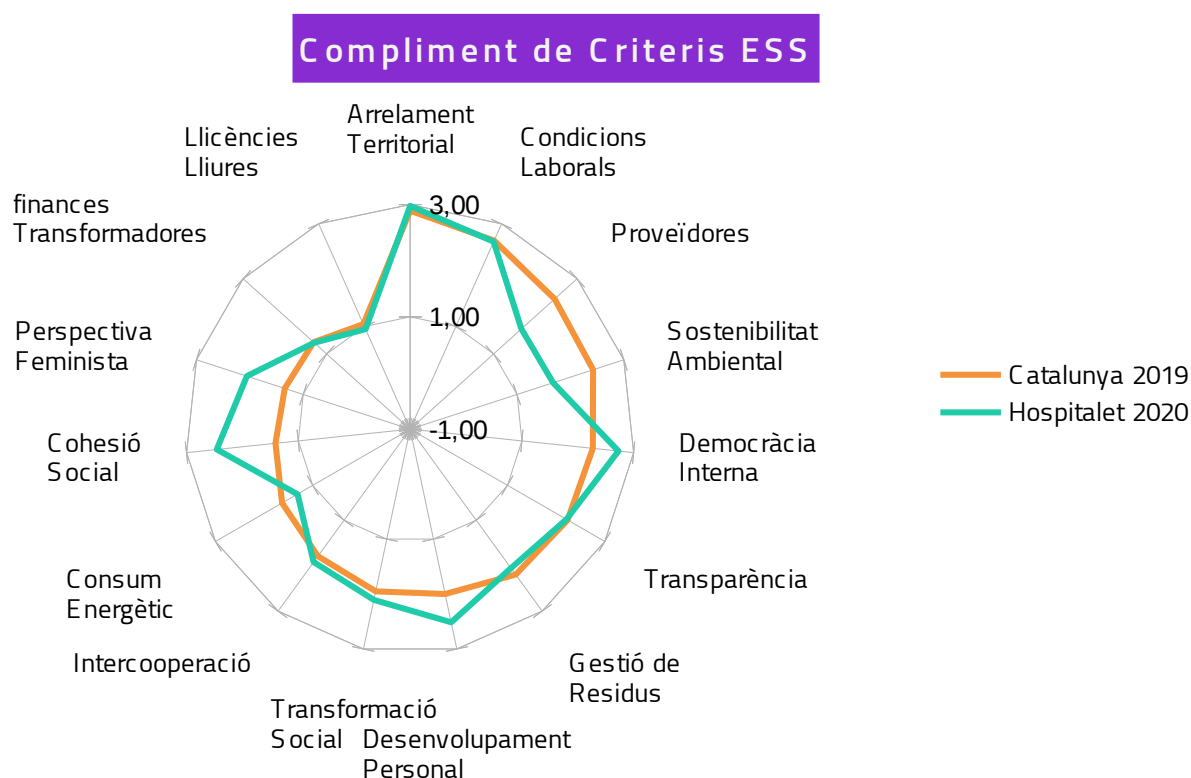 Compliment de Criteris ESS
Arrelament
Territorial
Condicions
Laborals
Proveïdores
Sostenibilitat
Ambiental
Democràcia
Interna
Transparència
Gestió de
Residus
Desenvolupament
Personal
Transformació
Social
Intercooperació
Consum
Energètic
Cohesió
Social
Perspectiva
Feminista
finances
Transformadores
Llicències
Lliures
3,00
1,00
-1,00
Catalunya 2019
Hospitalet 2020